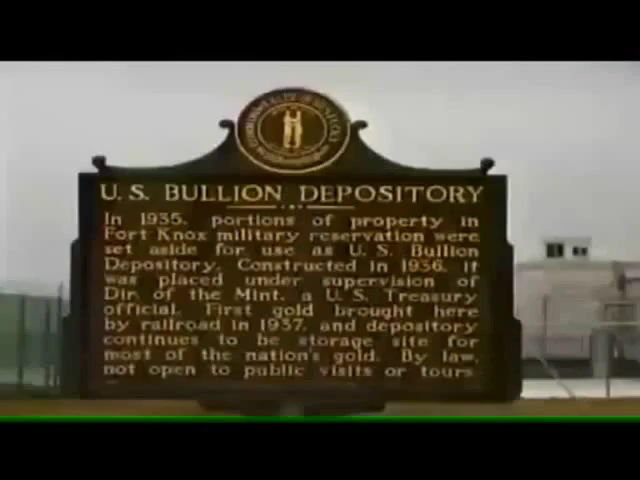 COMMONWEALTH OF KENTUCKY
U.S. BULLION DEPOSITORY
In 1935, portions of property in
Fort Knox military reservation were
set aside for use as U.S. Bullion
Depository. Constructed in 1936, it
was placed under supervision of
Dir. of the Mint, a U.S. Treasury
official. First gold brought here
by railroad in 1937, and depository
continues to be storage site for
most of the nation's gold. By law,
not open to public visits or tours.